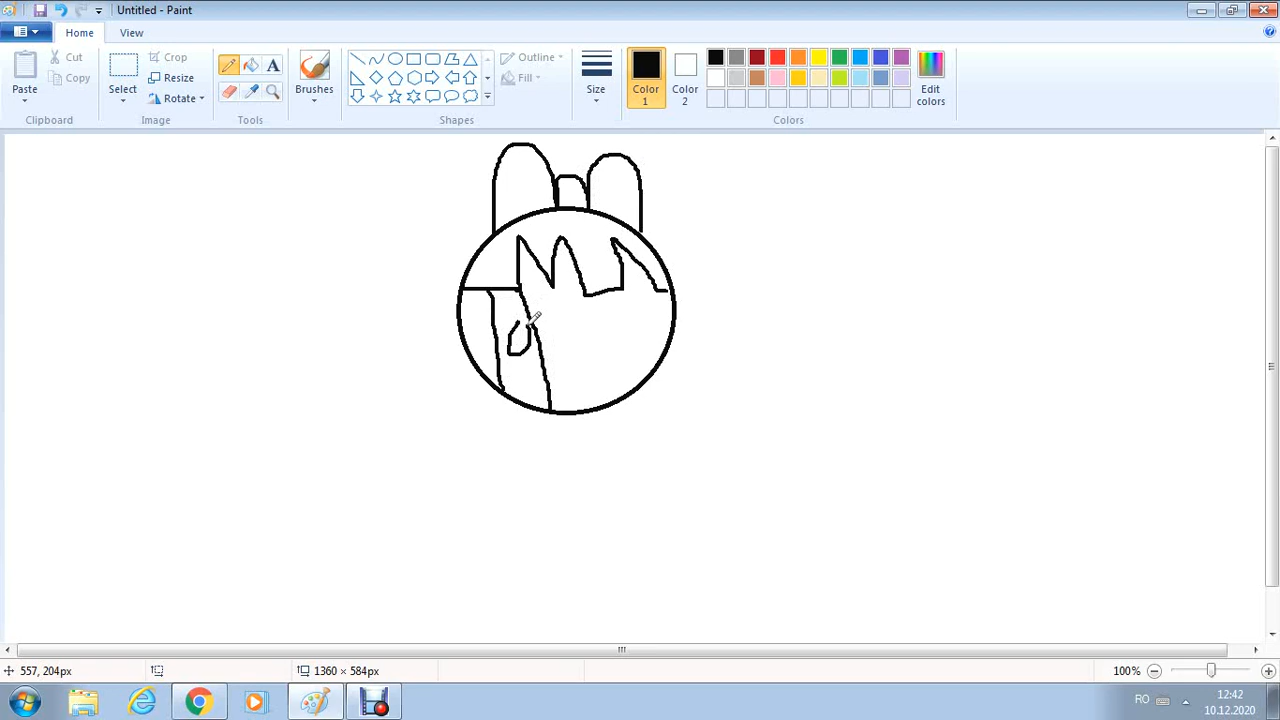 Untitled - Paint
Home View
Paste
Cut
Copy
Clipboard
Select
Crop
Resize
Rotate
Image
Tools
A
Brushes
Outline
Fill
Shapes
Size
Color
1
Color
2
Edit
colors
Colors
557, 204px
1360 × 584px
100%
RO
12:42
10.12.2020